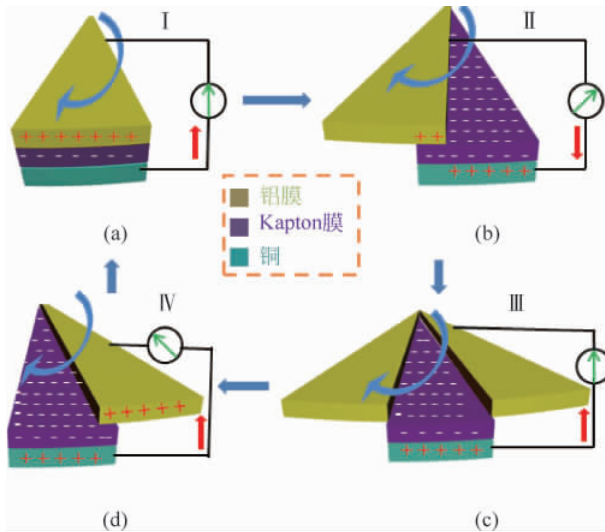 I
II
(a)
(b)
铝膜
Kapton膜
铜
IV
III
(d)
(c)